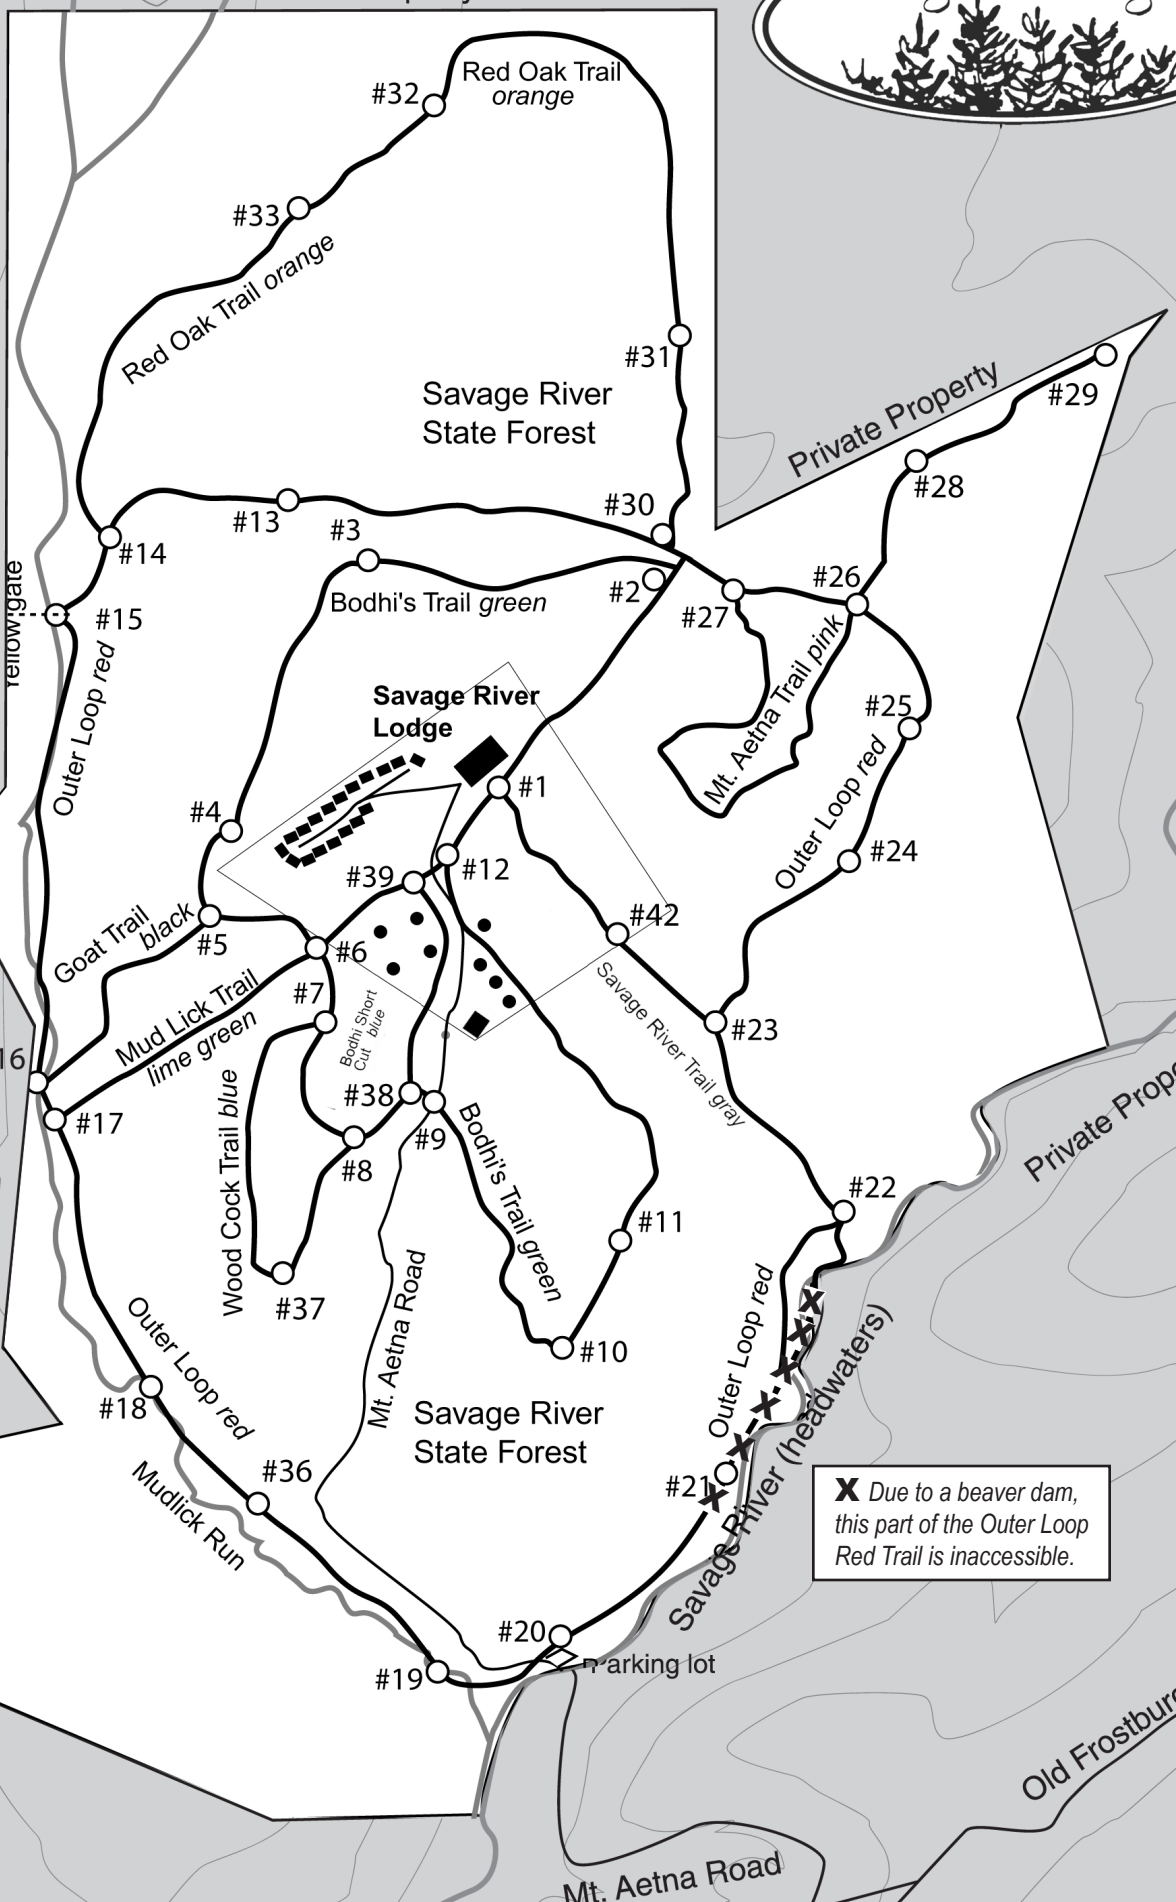 Red Oak Trail
orange
#32
#33
Red Oak Trail orange
#31
Savage River
State Forest
Private Property
#29
#28
#30
#13
#3
#14
#2
#26
#27
Bodhi's Trail green
Yellow gate
#15
Outer Loop red
Mt. Aetna Trail pink
#25
Savage River
Lodge
#1
#4
Outer Loop red
#24
#12
#39
#42
Goat Trail
black
#5
#6
#7
Mud Lick Trail
lime green
Bodhi Short
Cut blue
Savage River Trail gray
#23
16
#38
#17
#9
#8
Wood Cock Trail blue
Bodhi's Trail green
Private Prope
#22
#11
#37
Mt. Aetna Road
#10
Outer Loop red
Outer Loop red
#18
Savage River
State Forest
Savage River (headwaters)
#36
#21
Mudlick Run
X Due to a beaver dam,
this part of the Outer Loop
Red Trail is inaccessible.
#20
Parking lot
#19
Old Frostburg
Mt. Aetna Road